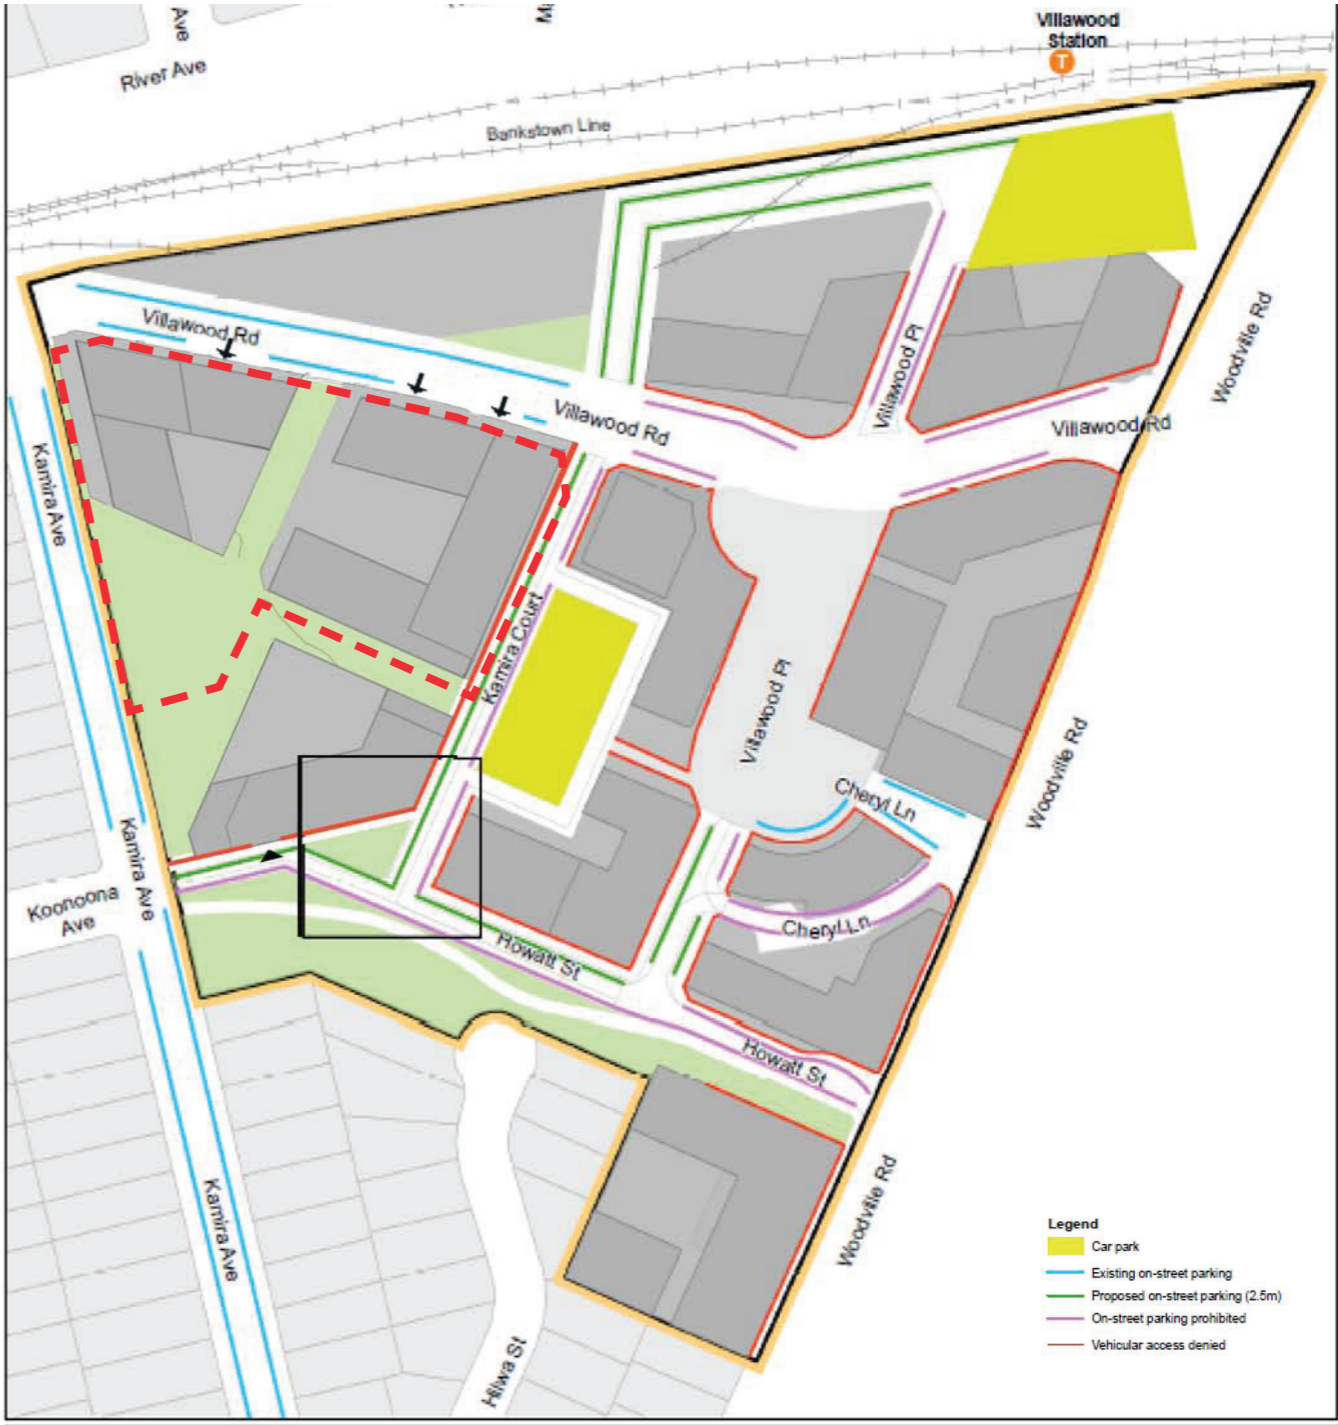 Ave
River Ave
Villawood
Station
T
Bankstown Line
Villawood Rd
Villawood Rd
Villawood Rd
Villawood Pl
Woodville Rd
Kamira Ave
Kamira Court
Villawood Pl
Cheryl Ln
Woodville Rd
Kamira Ave
Koonoona
Ave
Cheryl Ln
Howatt St
Howatt St
Kamira Ave
Woodville Rd
Hilwa St
Legend
Car park
Existing on-street parking
Proposed on-street parking (2.5m)
On-street parking prohibited
Vehicular access denied